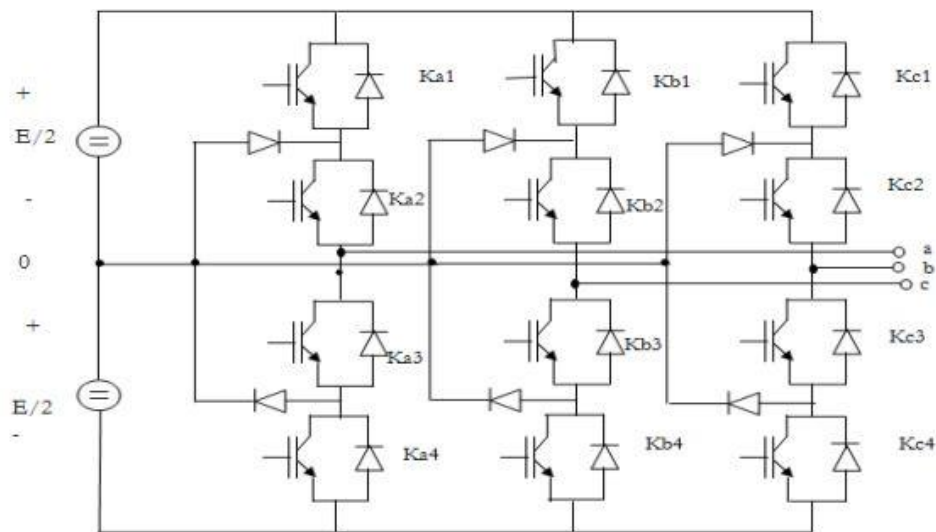 Ka1
Kb1
Kc1
+
E/2
-
Ka2
Kb2
Kc2
0
a
b
c
+
Ka3
Kb3
Kc3
E/2
-
Ka4
Kb4
Kc4